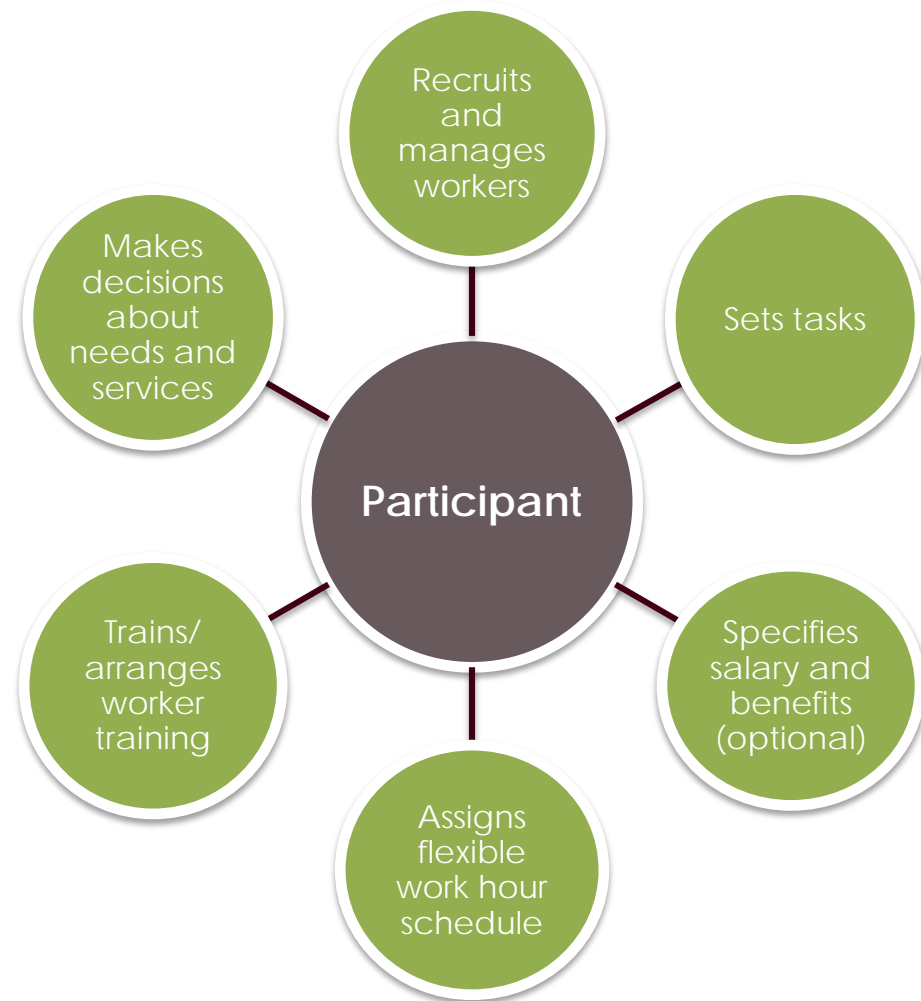 Recruits
and
manages
workers
Makes
decisions
about
needs and
services
Sets tasks
Participant
Trains/
arranges
worker
training
Specifies
salary and
benefits
(optional)
Assigns
flexible
work hour
schedule